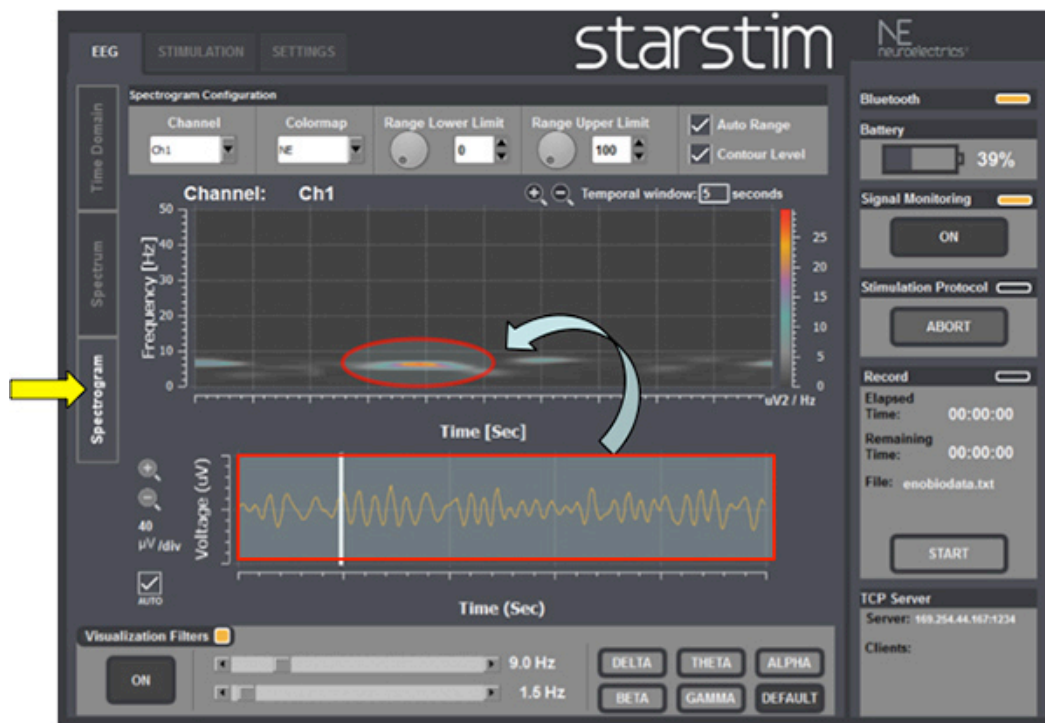 starstim
NE
neuroelectrics®
EEG
STIMULATION
SETTINGS
Time Domain
Spectrum
Spectrogram
Spectrogram Configuration
Channel
Colormap
Range Lower Limit
Range Upper Limit
Auto Range
Ch1
NE
0
100
Contour Level
Channel: Ch1
Temporal window: 5 seconds
Frequency [Hz]
50
40
30
20
10
0
25
20
15
10
5
0
uV2 / Hz
Time [Sec]
40
µV /div
AUTO
Voltage (uV)
Time (Sec)
Visualization Filters
ON
9.0 Hz
1.5 Hz
DELTA
THETA
ALPHA
BETA
GAMMA
DEFAULT
Bluetooth
Battery
39%
Signal Monitoring
ON
Stimulation Protocol
ABORT
Record
Elapsed
Time: 00:00:00
Remaining
Time: 00:00:00
File: enobiodata.txt
START
TCP Server
Server: 169.254.44.167:1234
Clients: